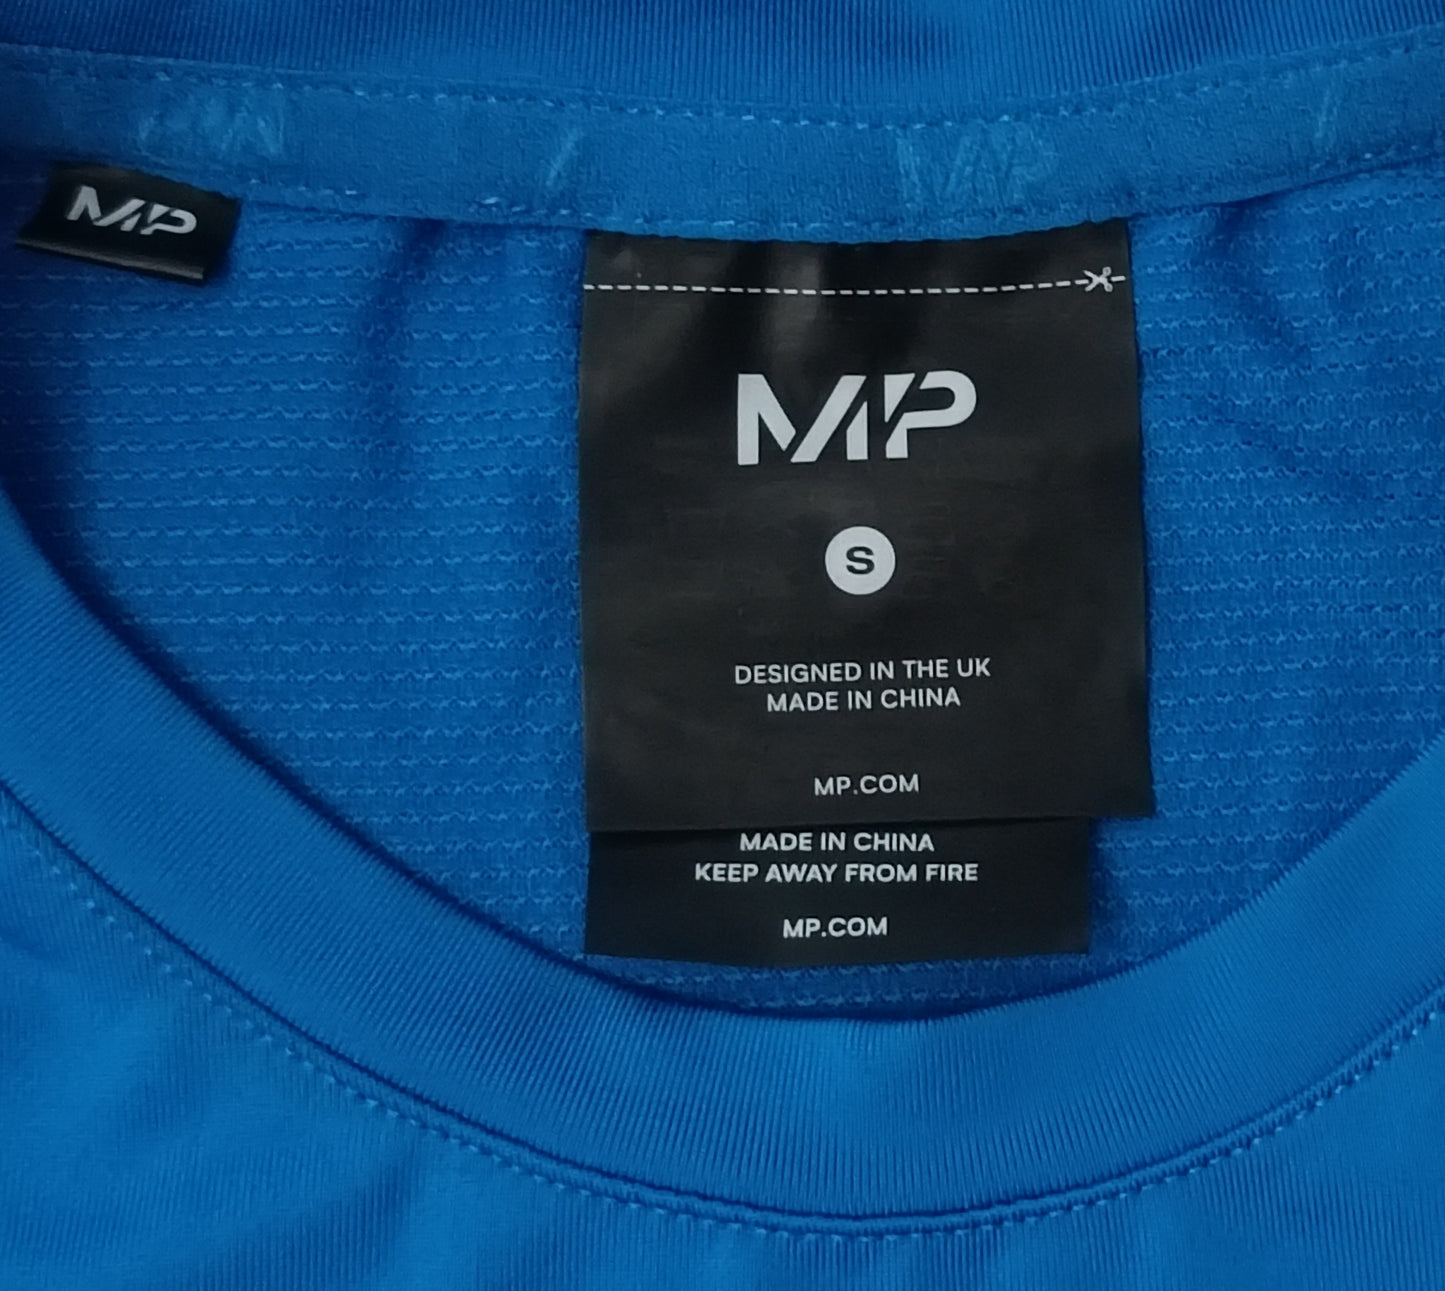 MP
MP
S
DESIGNED IN THE UK
MADE IN CHINA
MP.COM
MADE IN CHINA
KEEP AWAY FROM FIRE
MP.COM